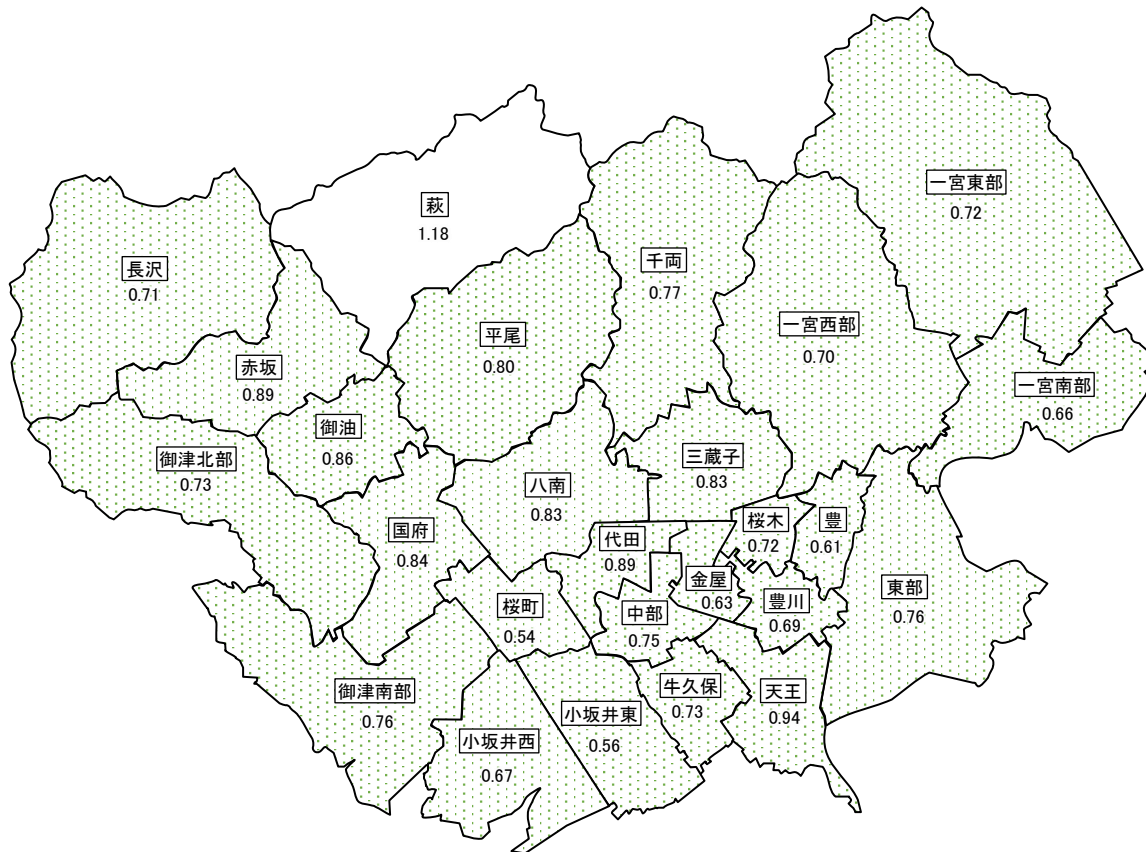 一宮東部
0.72
萩
1.18
長沢
0.71
千両
0.77
一宮西部
0.70
平尾
0.80
赤坂
0.89
一宮南部
0.66
御油
0.86
御津北部
0.73
三蔵子
0.83
八南
0.83
国府
0.84
代田
0.89
桜木
0.72
豊
0.61
金屋
0.63
豊川
0.69
東部
0.76
桜町
0.54
中部
0.75
御津南部
0.76
牛久保
0.73
天王
0.94
小坂井東
0.56
小坂井西
0.67